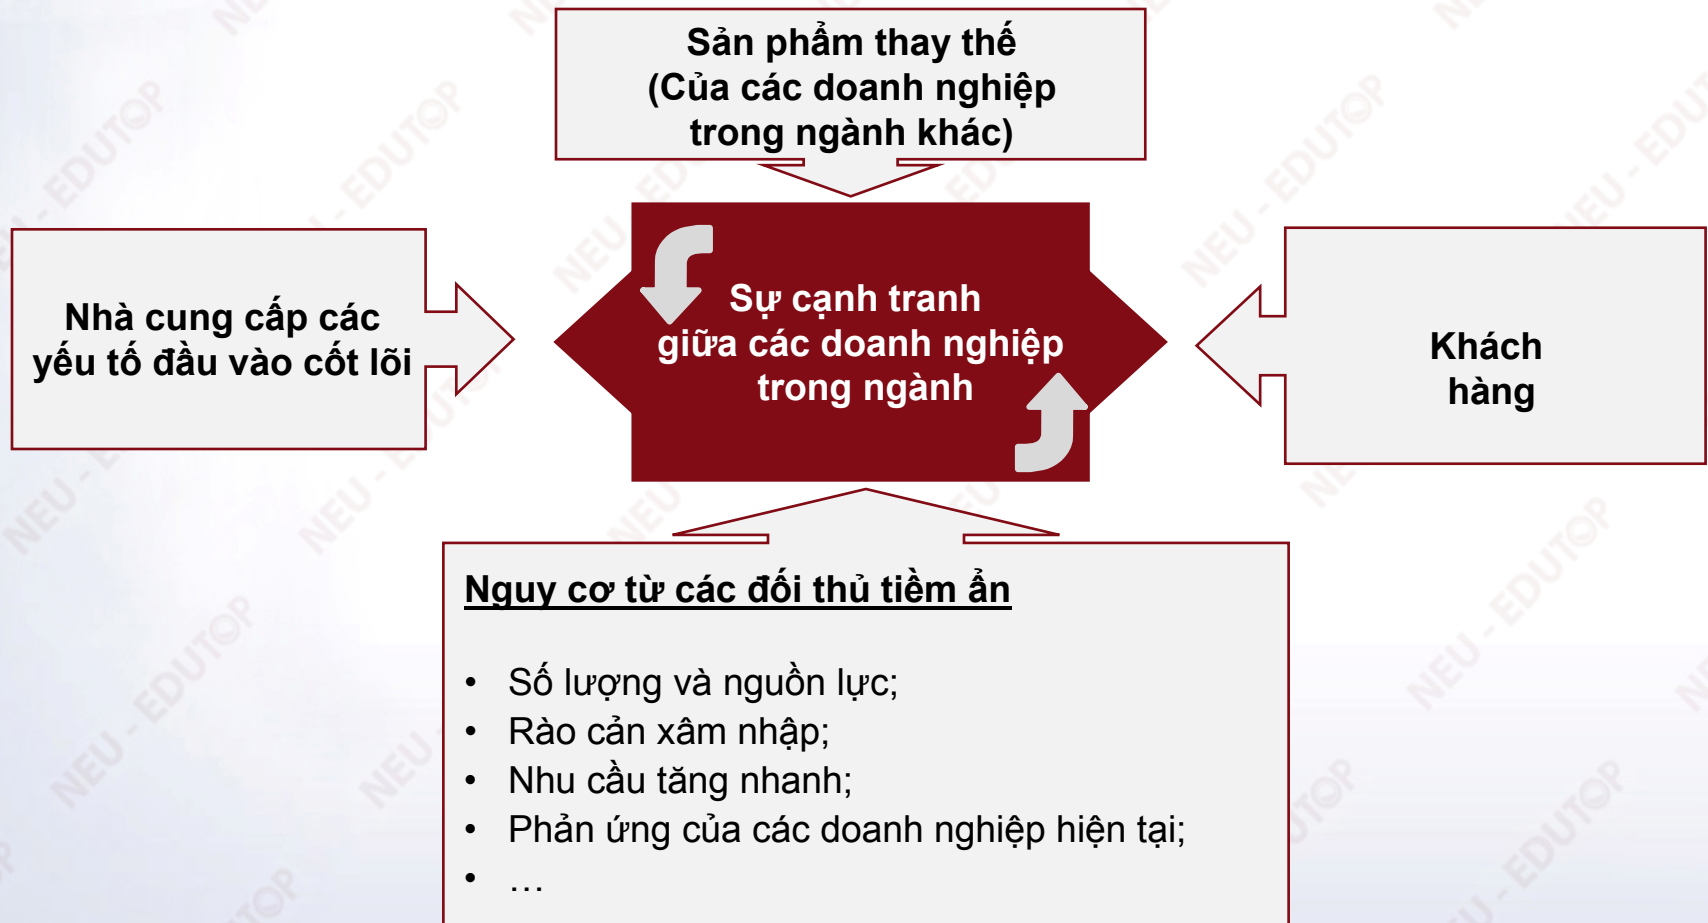 Sản phẩm thay thế
(Của các doanh nghiệp
trong ngành khác)
Nhà cung cấp các
yếu tố đầu vào cốt lõi
Sự cạnh tranh
giữa các doanh nghiệp
trong ngành
Khách
hàng
Nguy cơ từ các đối thủ tiềm ẩn
• Số lượng và nguồn lực;
• Rào cản xâm nhập;
• Nhu cầu tăng nhanh;
• Phản ứng của các doanh nghiệp hiện tại;
• …
NEU - EDUTOP